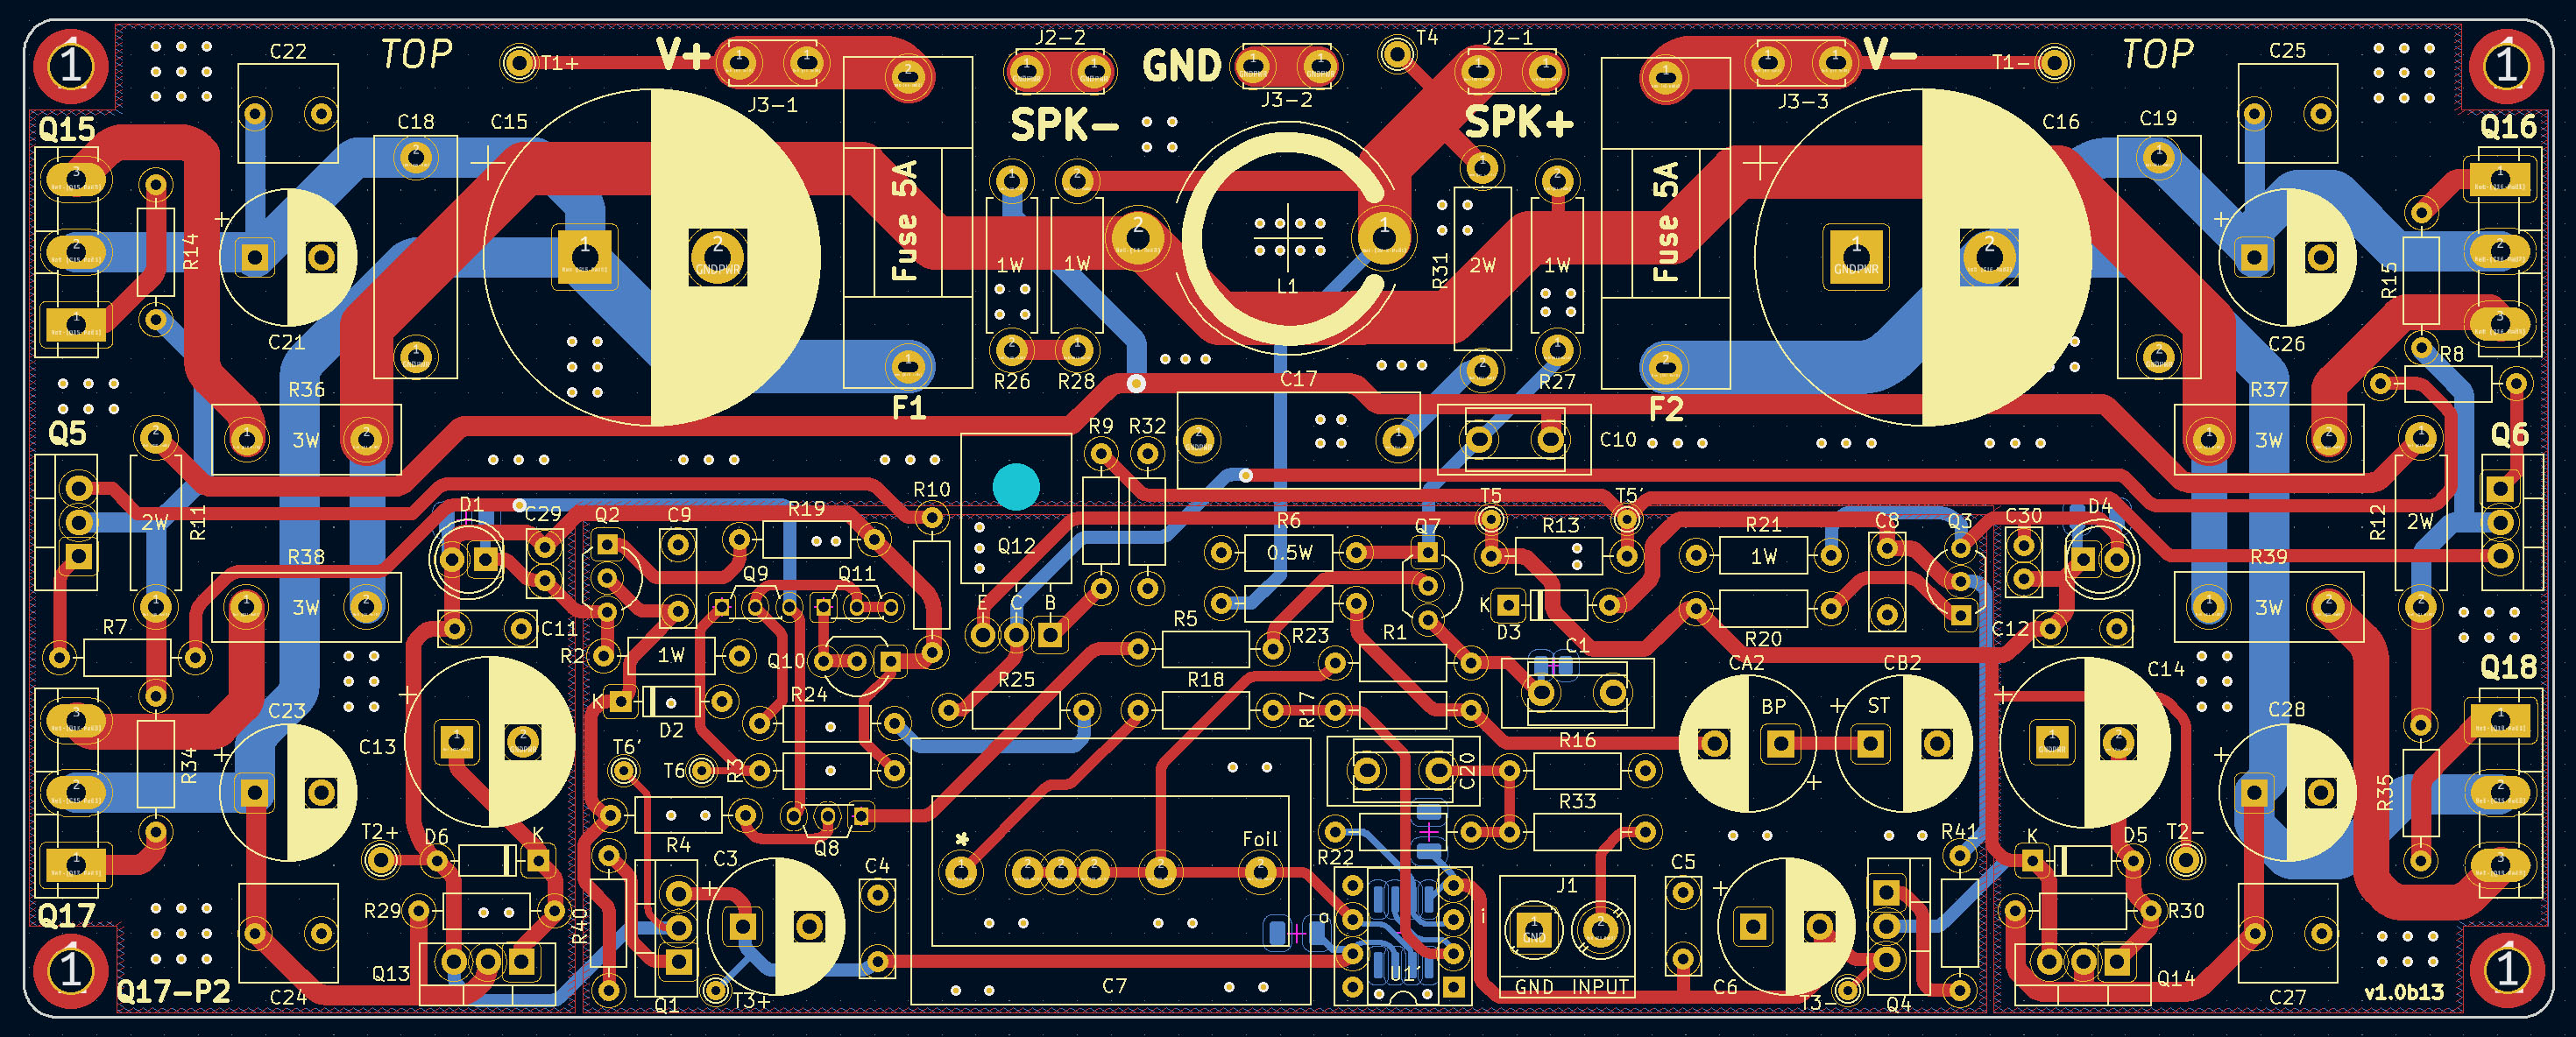 1
TOP
V+
J2-2
GND
T4
J2-1
V-
TOP
1
C22
T1+
J3-1
J3-2
J3-3
T1-
C25
Q15
C18
C15
SPK-
SPK+
C16
C19
Q16
R14
Fuse 5A
1W
1W
L1
R31
2W
1W
Fuse 5A
R15
C21
R26
R28
C17
R27
C26
R8
R36
F1
F2
R37
Q5
3W
R9
R32
C10
3W
Q6
D1
C29
Q2
C9
R19
R10
T5
T5'
R21
C8
Q3
C30
D4
2W
R11
Q12
R6
0.5W
Q7
R13
1W
R12
2W
R38
Q9
Q11
R39
3W
E
C
B
K
D3
3W
R7
C11
R2
1W
Q10
R5
R23
R1
C1
R20
C12
CA2
CB2
C14
Q18
K
D2
R24
R25
R18
R17
BP
ST
C23
C13
T6'
T6
R3
C20
R16
C28
R34
R33
R35
T2+
D6
K
R4
Q8
*
Foil
R22
R41
K
D5
T2-
C3
C4
J1
C5
R29
R40
o
i
R30
Q17
Q13
U1'
Q14
1
Q17-P2
C24
Q1
T3+
C7
GND
INPUT
C6
T3-
Q4
C27
v1.0b13
1